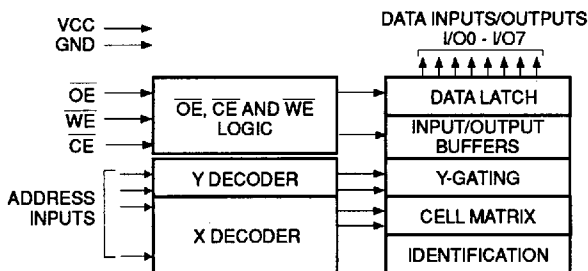 DATA INPUTS/OUTPUTS
I/O0 - I/O7
VCC
GND
OE
WE
CE
OE, CE AND WE
LOGIC
DATA LATCH
INPUT/OUTPUT
BUFFERS
ADDRESS
INPUTS
Y DECODER
Y-GATING
X DECODER
CELL MATRIX
IDENTIFICATION